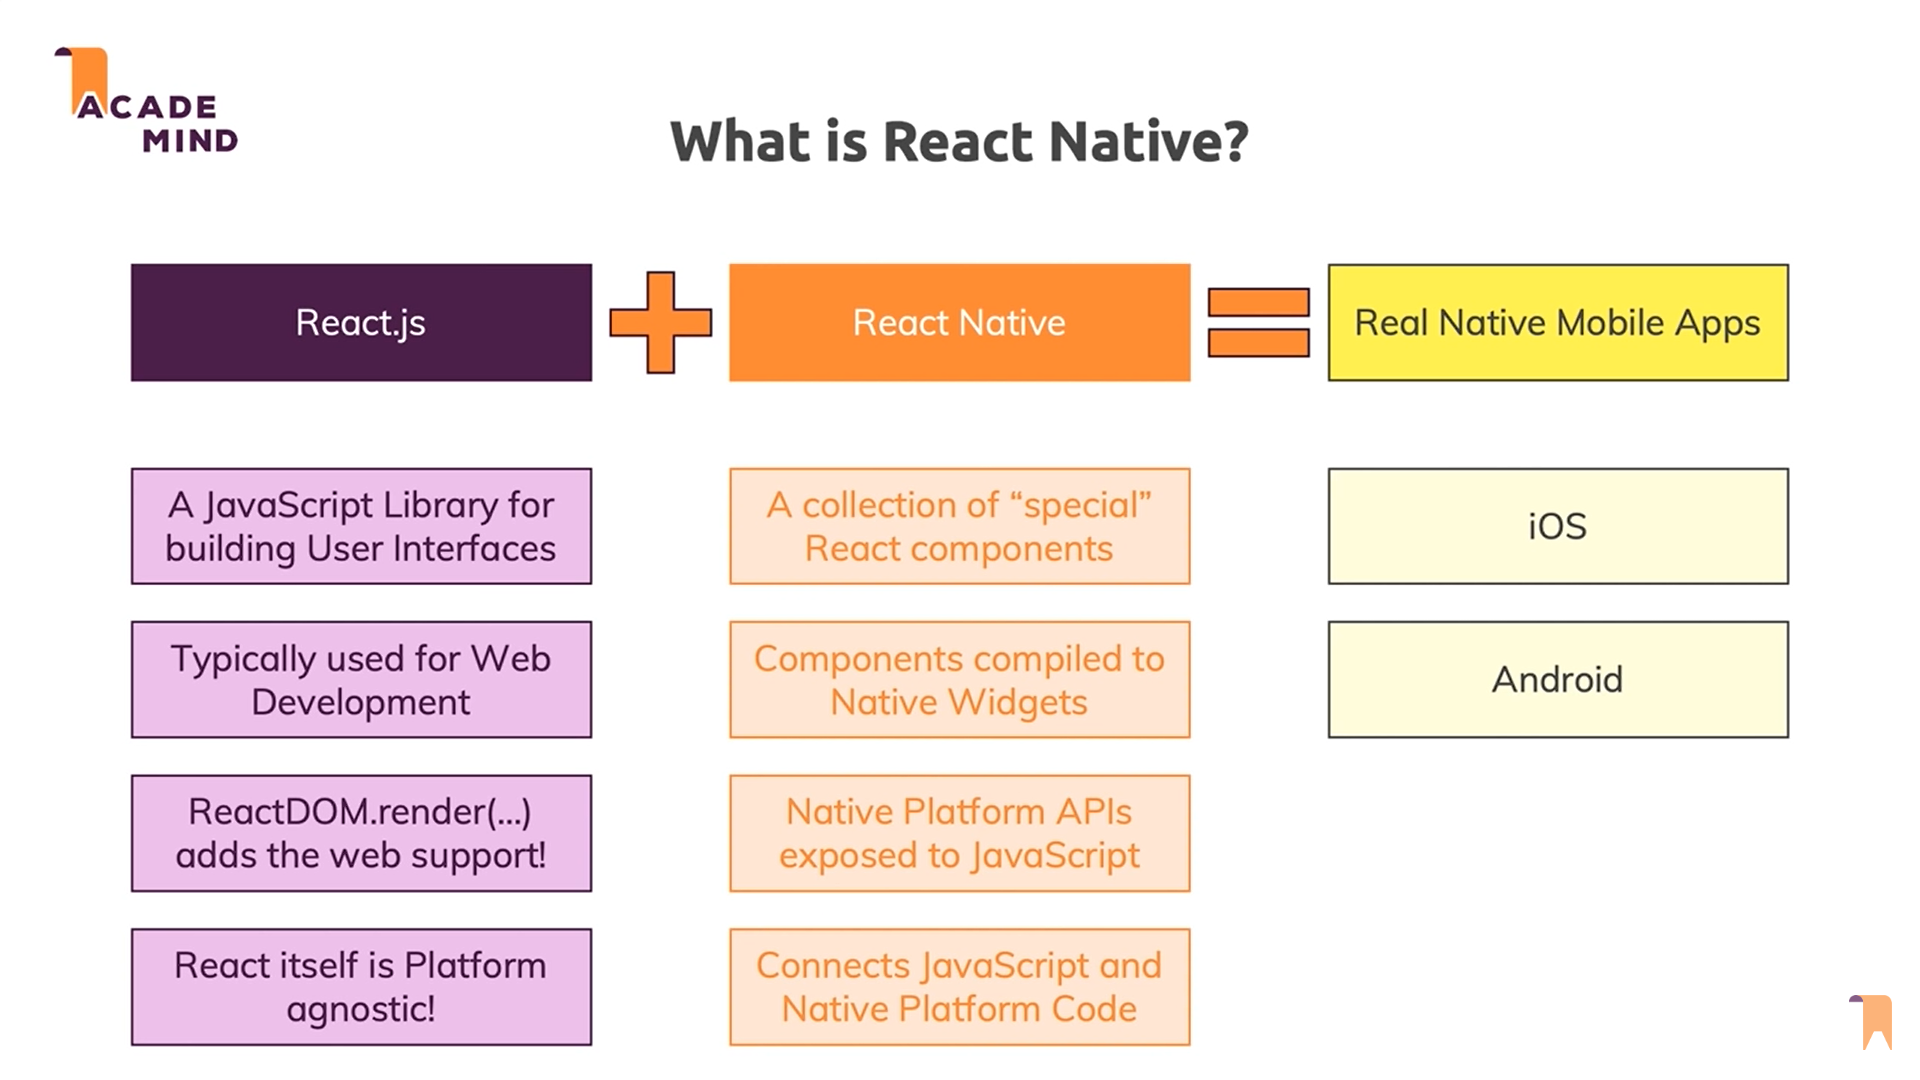 ACADE
MIND
What is React Native?
React.js
React Native
Real Native Mobile Apps
A JavaScript Library for
building User Interfaces
A collection of “special”
React components
iOS
Typically used for Web
Development
Components compiled to
Native Widgets
Android
ReactDOM.render(...)
adds the web support!
Native Platform APIs
exposed to JavaScript
React itself is Platform
agnostic!
Connects JavaScript and
Native Platform Code